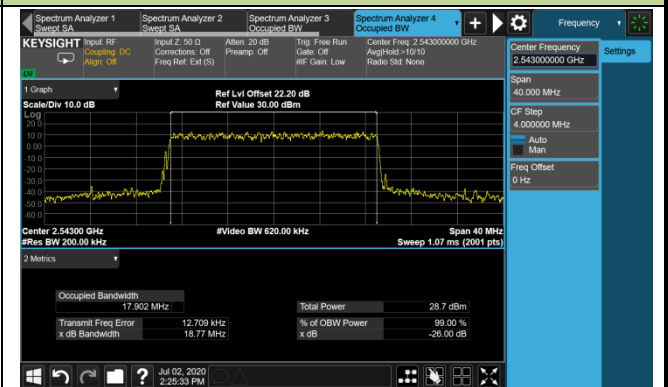 Spectrum Analyzer 1
Swept SA
Spectrum Analyzer 2
Swept SA
Spectrum Analyzer 3
Occupied BW
Spectrum Analyzer 4
Occupied BW
Frequency
KEYSIGHT
Input: RF
Coupling: DC
Align: Off
Input Z: 50 Ω
Corrections: Off
Freq Ref: Ext (S)
Atten: 20 dB
Preamp: Off
Trig: Free Run
Gate: Off
#IF Gain: Low
Center Freq: 2.543000000 GHz
Avg|Hold:>10/10
Radio Std: None
1 Graph
Scale/Div 10.0 dB
Ref Lvl Offset 22.20 dB
Ref Value 30.00 dBm
Log
20.0
10.0
0.00
-10.0
-20.0
-30.0
-40.0
-50.0
-60.0
Center 2.54300 GHz
#Res BW 200.00 kHz
#Video BW 620.00 kHz
Span 40 MHz
Sweep 1.07 ms (2001 pts)
2 Metrics
Occupied Bandwidth
17.902 MHz
Total Power 28.7 dBm
Transmit Freq Error 12.709 kHz
% of OBW Power 99.00 %
x dB Bandwidth 18.77 MHz
x dB -26.00 dB
Center Frequency
2.543000000 GHz
Settings
Span
40.000 MHz
CF Step
4.000000 MHz
Auto
Man
Freq Offset
0 Hz
Jul 02, 2020
2:25:33 PM